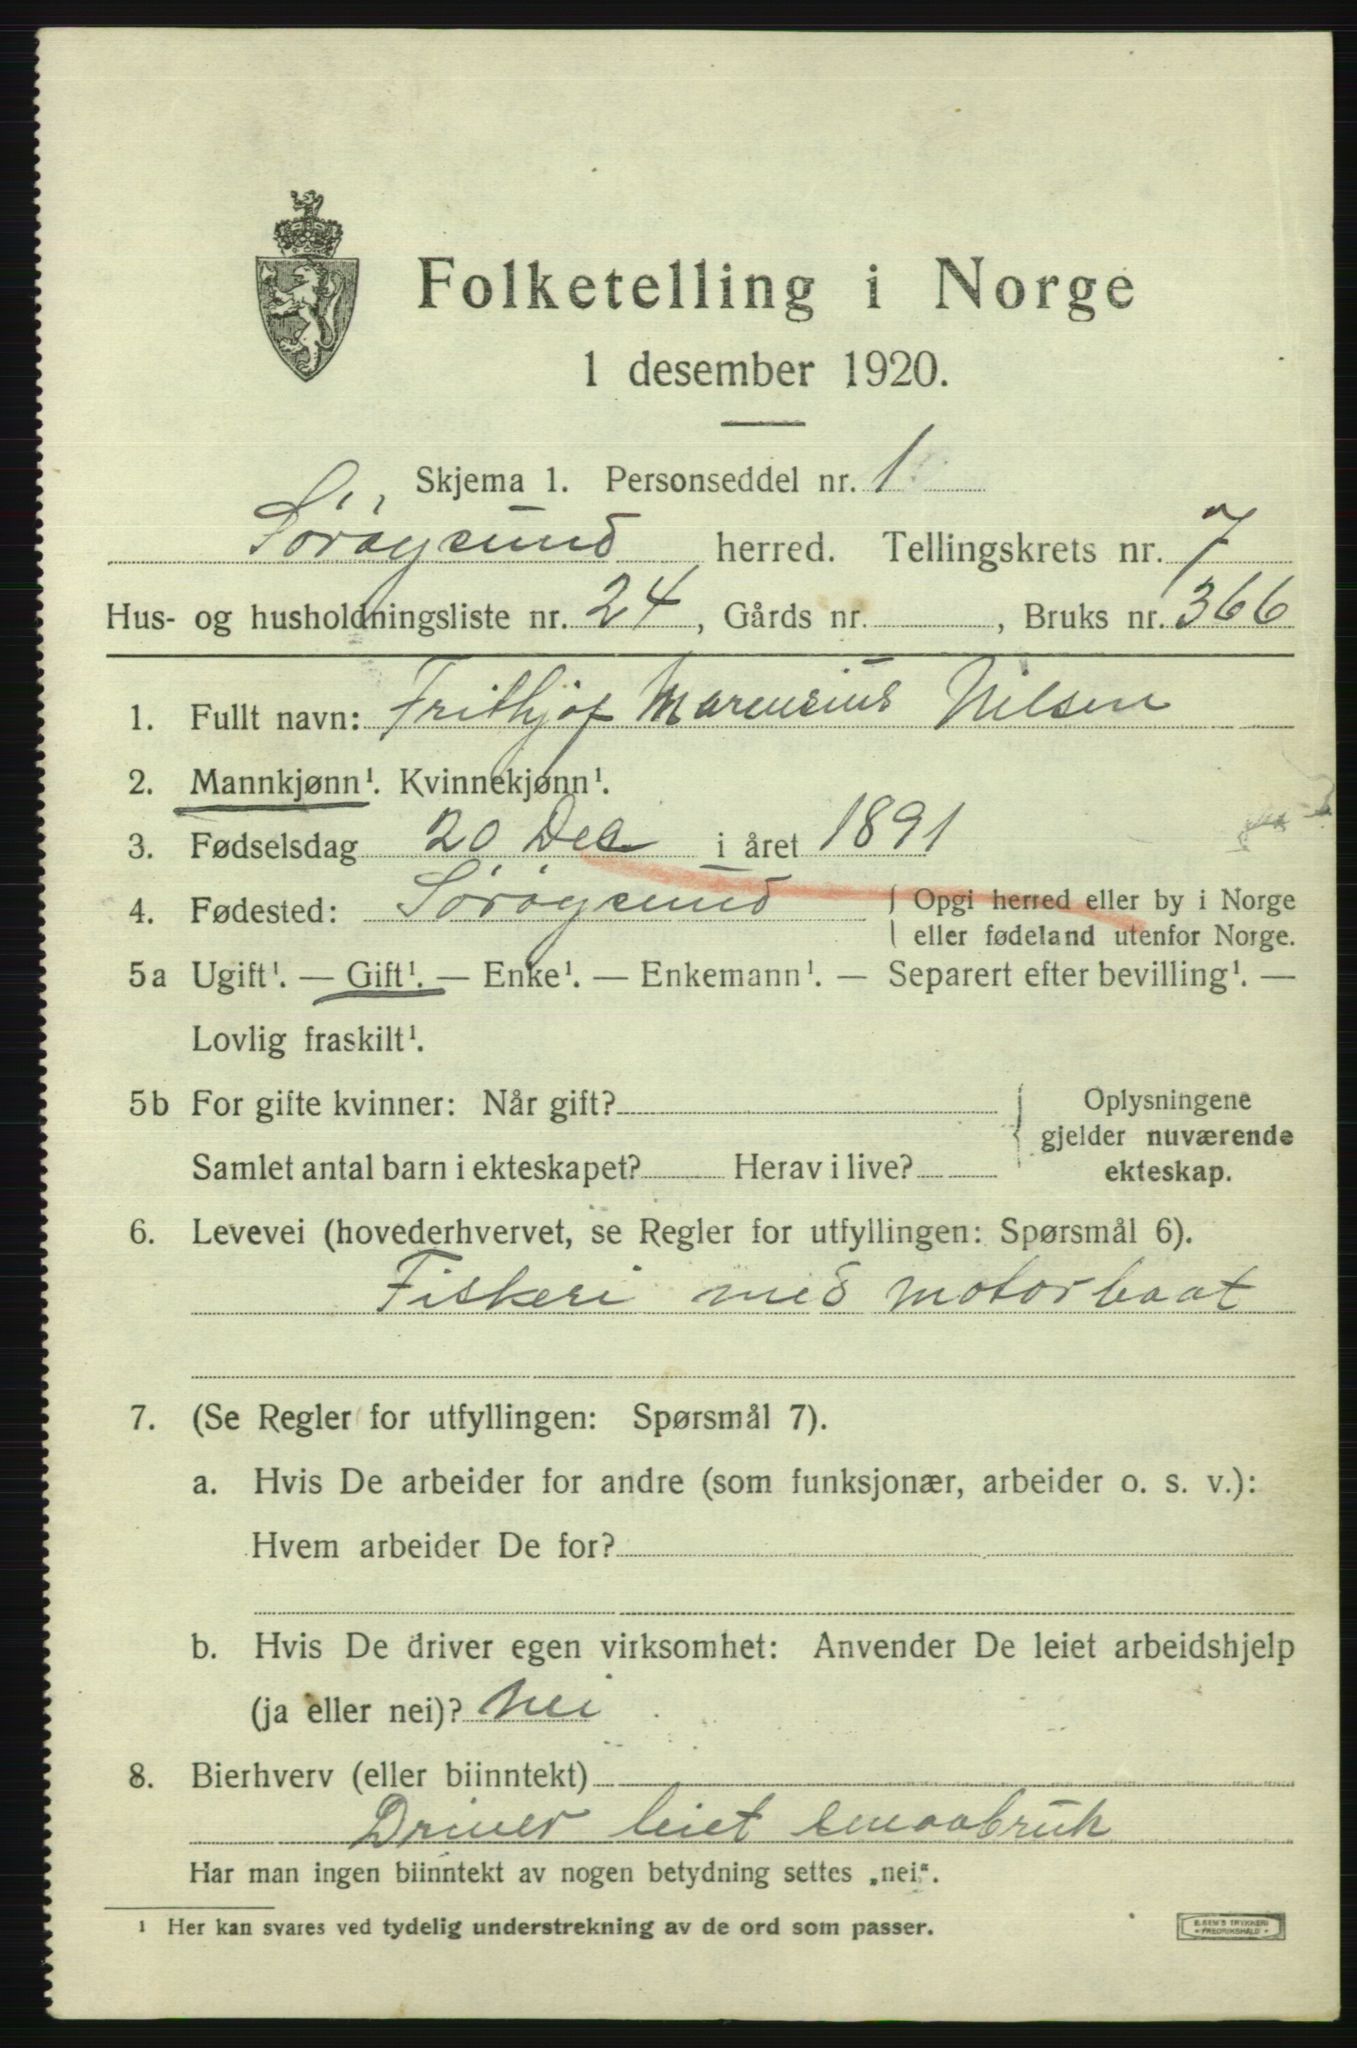 Folketelling i Norge
1 desember 1920.
Skjema 1. Personseddel nr. 1
Sørøysund herred. Tellingskrets nr. 7
Hus- og husholdningsliste nr. 24, Gårds nr. , Bruks nr. 366
1. Fullt navn: Frithjof Marensius Nilsen
2. Mannkjønn¹. Kvinnekjønn¹.
3. Fødselsdag 20 Des i året 1891
4. Fødested: Sørøysund { Opgi herred eller by i Norge
eller fødeland utenfor Norge.
5a Ugift¹. — Gift¹. — Enke¹. — Enkemann¹. — Separert efter bevilling¹. —
Lovlig fraskilt¹.
5b For gifte kvinner: Når gift? { Oplysningene
gjelder nuværende
Samlet antal barn i ekteskapet? Herav i live? ekteskap.
6. Levevei (hovederhvervet, se Regler for utfyllingen: Spørsmål 6).
Fiskeri med motorbaat
7. (Se Regler for utfyllingen: Spørsmål 7).
a. Hvis De arbeider for andre (som funksjonær, arbeider o. s. v.):
Hvem arbeider De for?
b. Hvis De driver egen virksomhet: Anvender De leiet arbeidshjelp
(ja eller nei)? nei
8. Bierhverv (eller biinntekt)
Driver leiet smaabruk
Har man ingen biinntekt av nogen betydning settes „nei“.
¹ Her kan svares ved tydelig understrekning av de ord som passer.
E. SEM'S TRYKKERI
FREDRIKSHALD